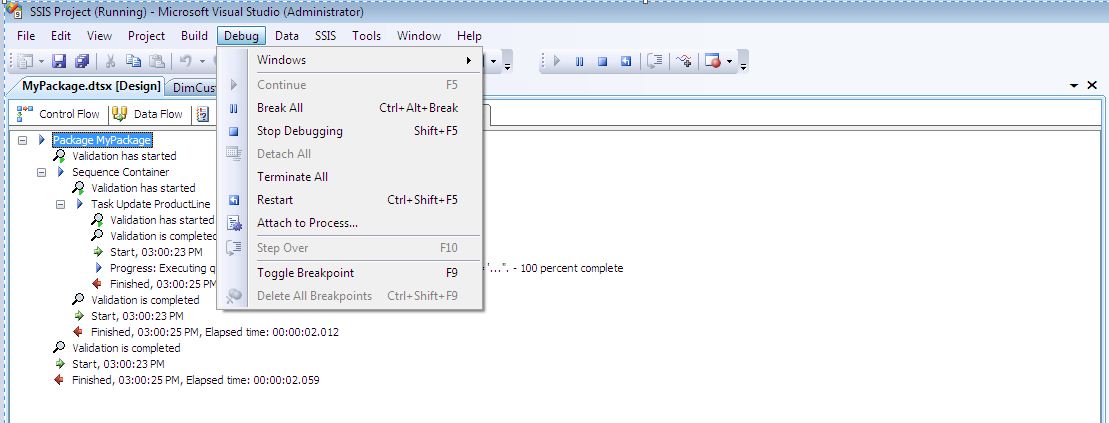 SSIS Project (Running) - Microsoft Visual Studio (Administrator)
File Edit View Project Build Debug Data SSIS Tools Window Help
MyPackage.dtsx [Design] DimCus
Control Flow Data Flow
Windows
Continue F5
Break All Ctrl+Alt+Break
Stop Debugging Shift+F5
Detach All
Terminate All
Restart Ctrl+Shift+F5
Attach to Process...
Step Over F10
Toggle Breakpoint F9
Delete All Breakpoints Ctrl+Shift+F9
Package MyPackage
Validation has started
Sequence Container
Validation has started
Task Update ProductLine
Validation has started
Validation is completed
Start, 03:00:23 PM
Progress: Executing q = "...". - 100 percent complete
Finished, 03:00:25 PM
Validation is completed
Start, 03:00:23 PM
Finished, 03:00:25 PM, Elapsed time: 00:00:02.012
Validation is completed
Start, 03:00:23 PM
Finished, 03:00:25 PM, Elapsed time: 00:00:02.059